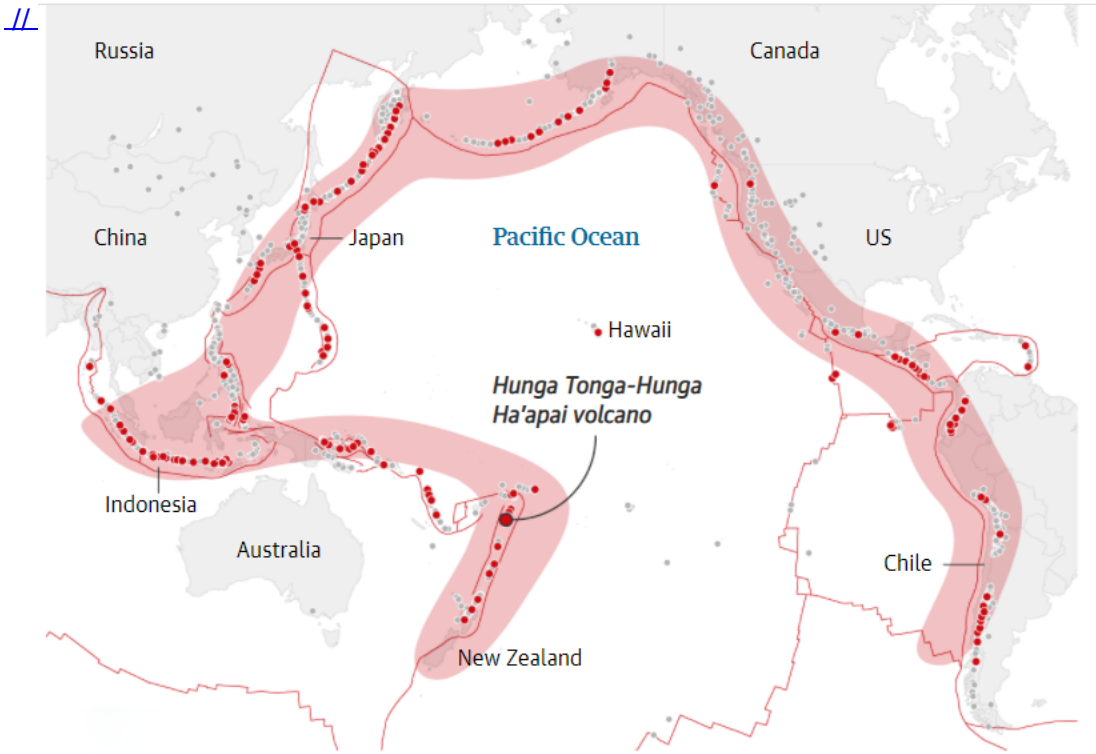 //
Russia
Canada
China
Japan
Pacific Ocean
US
Hawaii
Hunga Tonga-Hunga
Ha'apai volcano
Indonesia
Australia
Chile
New Zealand